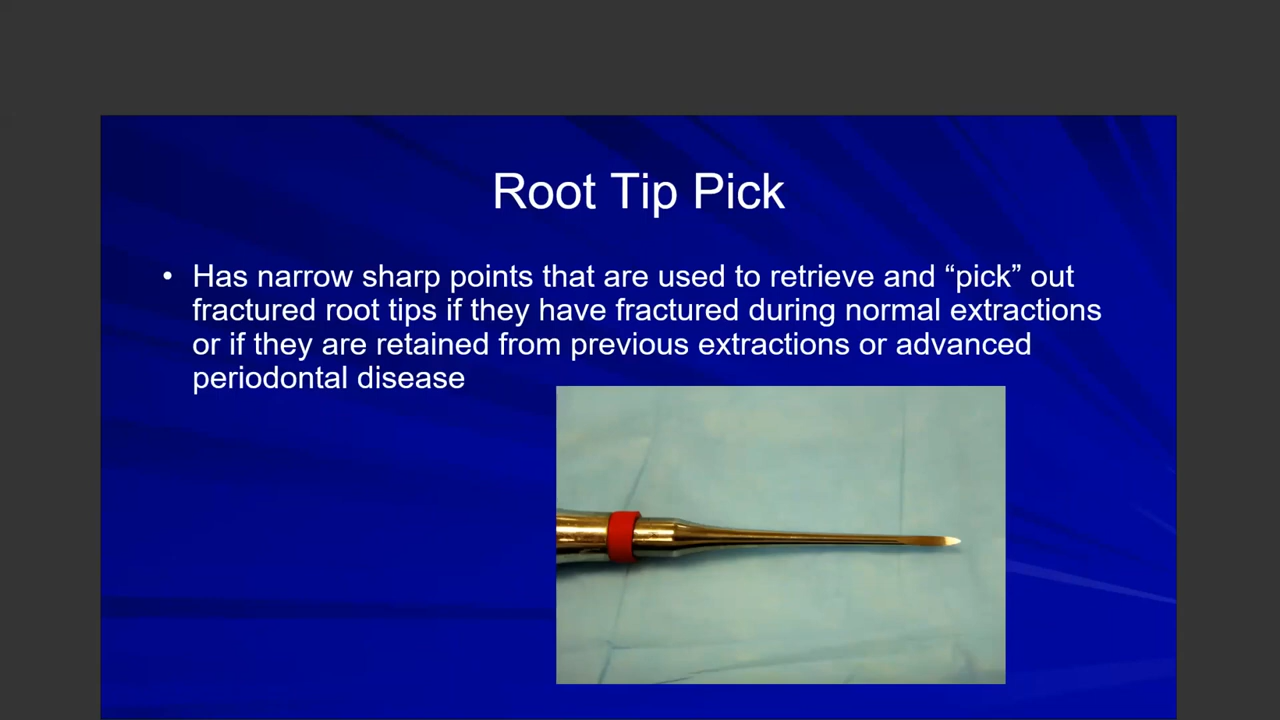 Root Tip Pick
• Has narrow sharp points that are used to retrieve and “pick” out
fractured root tips if they have fractured during normal extractions
or if they are retained from previous extractions or advanced
periodontal disease